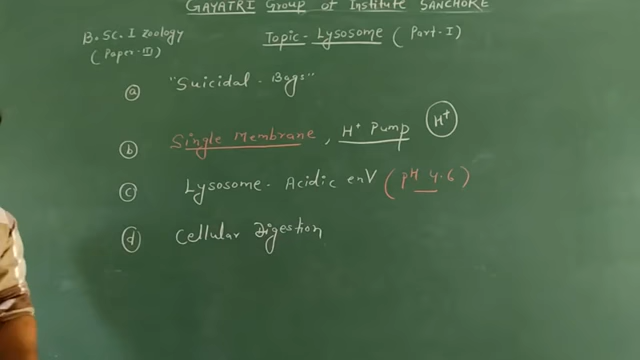 GAYATRI Group of Institute SANCHORE
B.SC. I Zoology
(Paper-III)
Topic-Lysosome (Part-I)
(a) "Suicidal-Bags"
(b) Single Membrane, H+ Pump H+
(c) Lysosome-Acidic env (pH 4.6)
(d) Cellular Digestion